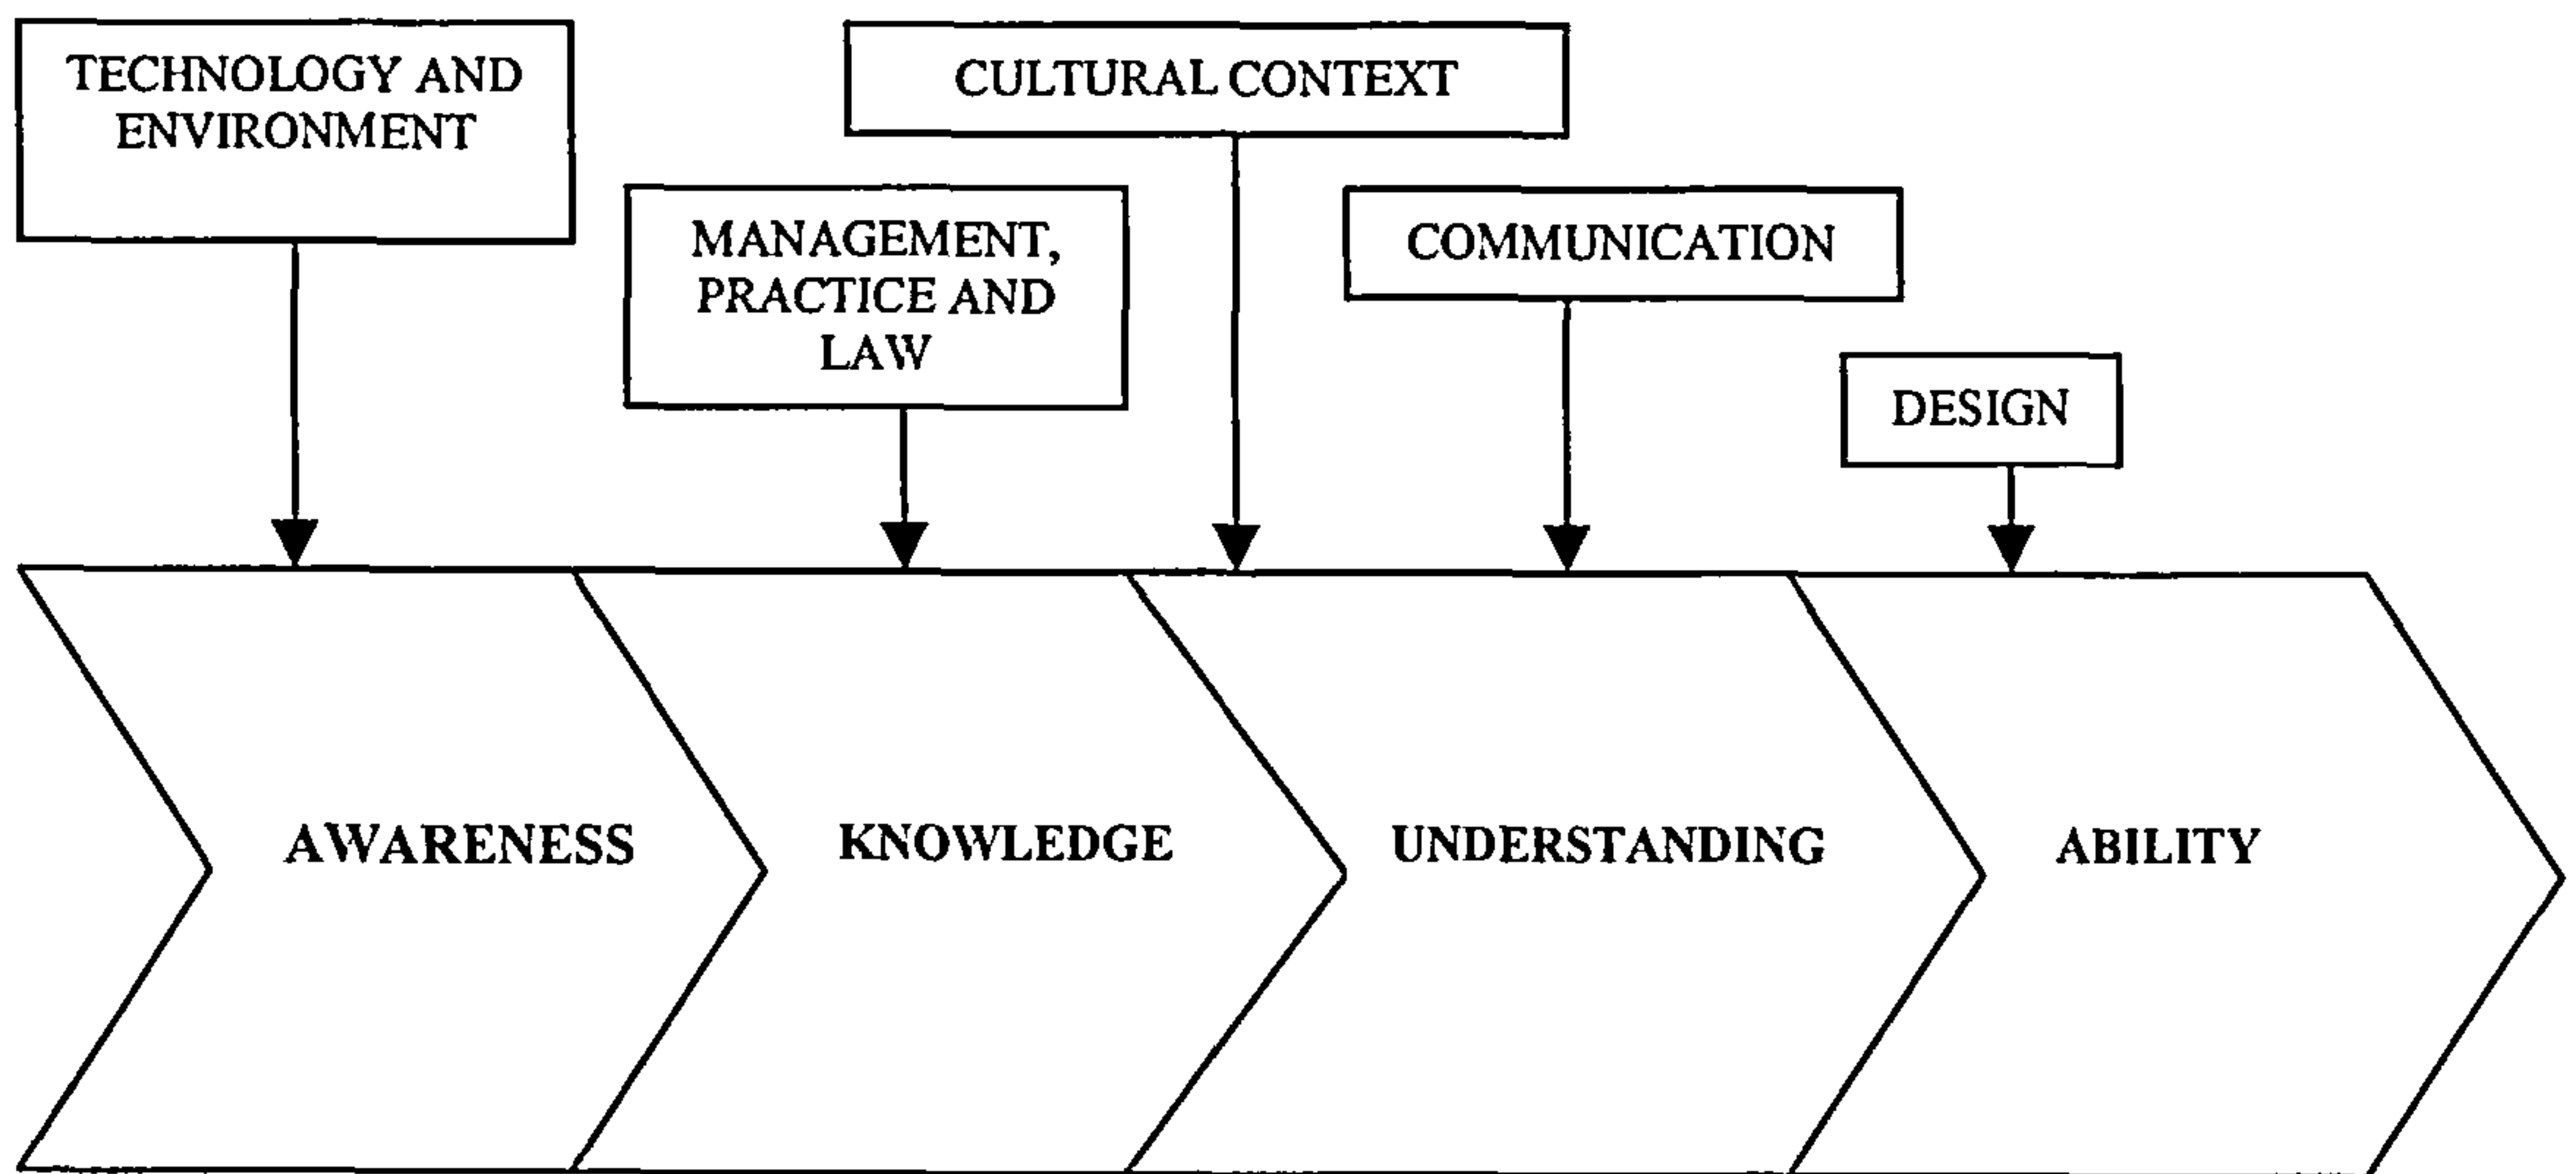 TECHNOLOGY AND
ENVIRONMENT
CULTURAL CONTEXT
MANAGEMENT,
PRACTICE AND
LAW
COMMUNICATION
DESIGN
AWARENESS
KNOWLEDGE
UNDERSTANDING
ABILITY